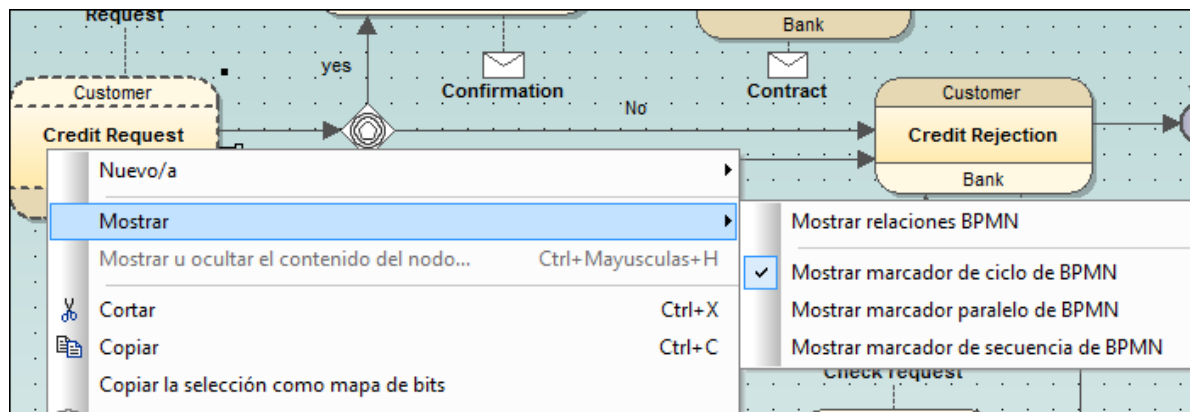 Request
Bank
yes
Customer
Confirmation
No
Contract
Customer
Credit Request
Credit Rejection
Bank
Nuevo/a
Mostrar
Mostrar relaciones BPMN
Mostrar u ocultar el contenido del nodo... Ctrl+Mayusculas+H
Mostrar marcador de ciclo de BPMN
Cortar Ctrl+X
Mostrar marcador paralelo de BPMN
Copiar Ctrl+C
Mostrar marcador de secuencia de BPMN
Copiar la selección como mapa de bits
Check request